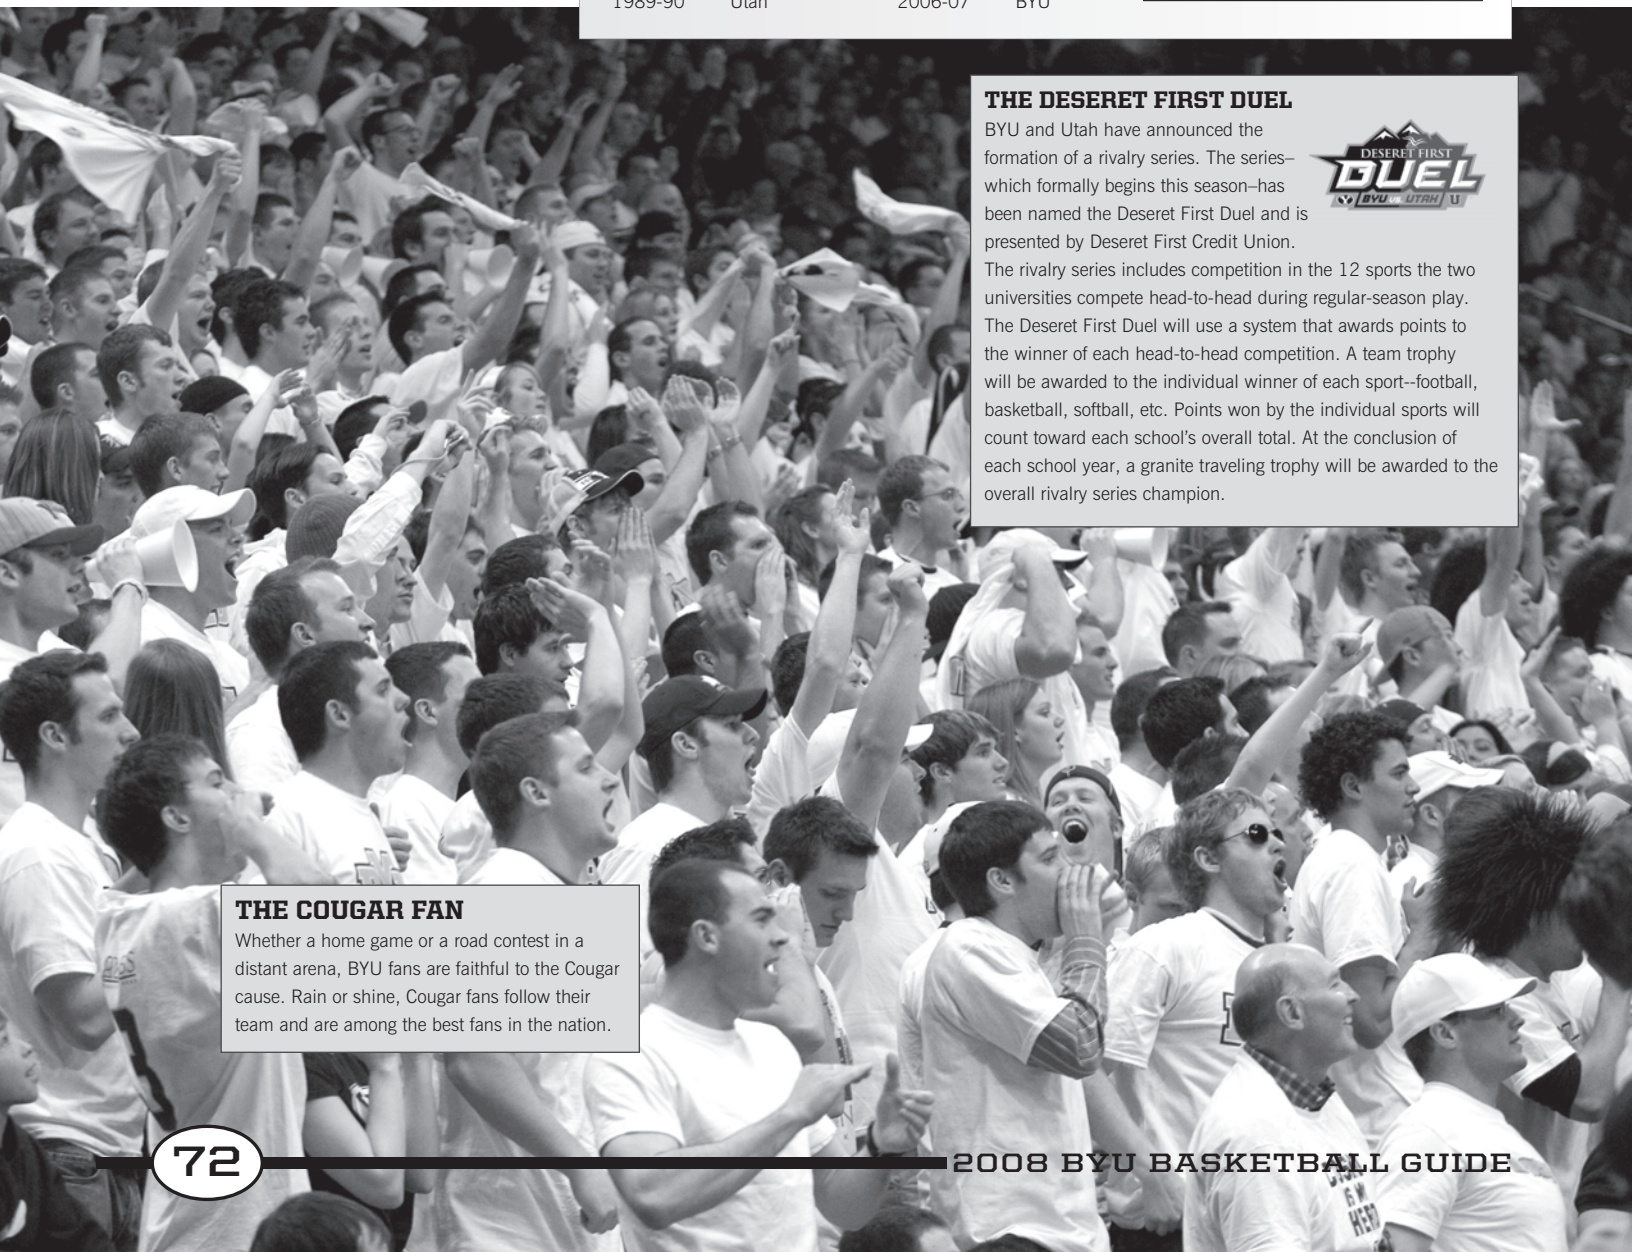 1989-90 Utah 2006-07 BYU
THE DESERET FIRST DUEL
BYU and Utah have announced the
formation of a rivalry series. The series–
which formally begins this season–has
been named the Deseret First Duel and is
presented by Deseret First Credit Union.
The rivalry series includes competition in the 12 sports the two
universities compete head-to-head during regular-season play.
The Deseret First Duel will use a system that awards points to
the winner of each head-to-head competition. A team trophy
will be awarded to the individual winner of each sport--football,
basketball, softball, etc. Points won by the individual sports will
count toward each school's overall total. At the conclusion of
each school year, a granite traveling trophy will be awarded to the
overall rivalry series champion.
DESERET FIRST
DUEL
BYU VS. UTAH U
THE COUGAR FAN
Whether a home game or a road contest in a
distant arena, BYU fans are faithful to the Cougar
cause. Rain or shine, Cougar fans follow their
team and are among the best fans in the nation.
72
2008 BYU BASKETBALL GUIDE
IS MY
HERO